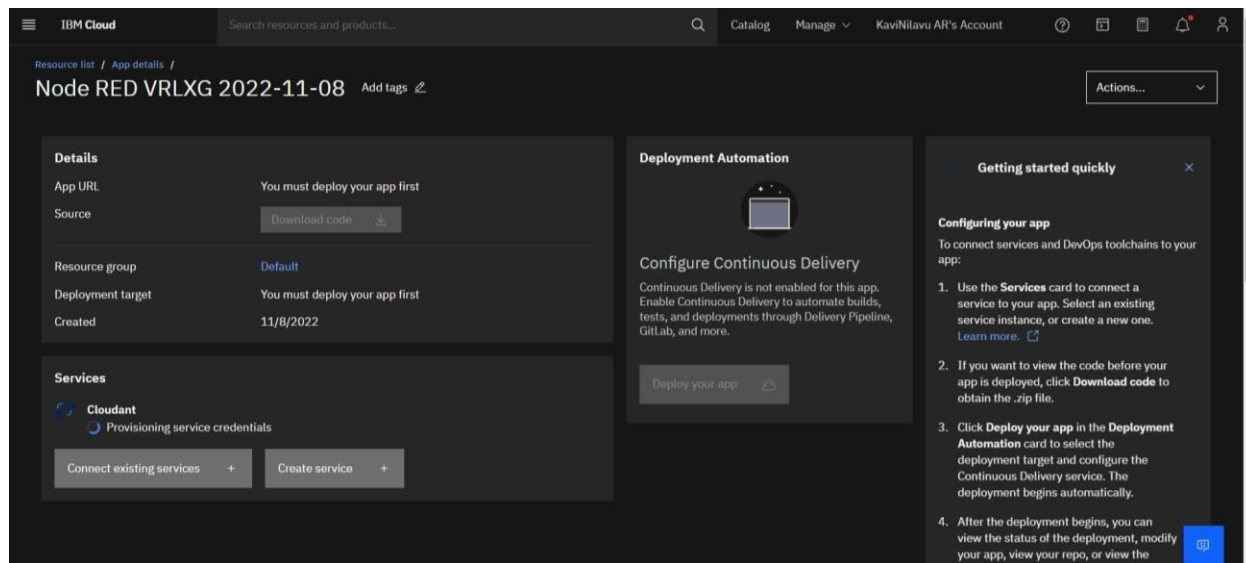 IBM Cloud
Search resources and products...
Catalog
Manage
KaviNilavu AR's Account
Resource list / App details /
Node RED VRLXG 2022-11-08
Add tags
Actions...
Details
App URL
You must deploy your app first
Source
Download code
Resource group
Default
Deployment target
You must deploy your app first
Created
11/8/2022
Services
Cloudant
Provisioning service credentials
Connect existing services +
Create service +
Deployment Automation
Configure Continuous Delivery
Continuous Delivery is not enabled for this app.
Enable Continuous Delivery to automate builds,
tests, and deployments through Delivery Pipeline,
GitLab, and more.
Deploy your app
Getting started quickly
Configuring your app
To connect services and DevOps toolchains to your
app:
1. Use the Services card to connect a
service to your app. Select an existing
service instance, or create a new one.
Learn more.
2. If you want to view the code before your
app is deployed, click Download code to
obtain the .zip file.
3. Click Deploy your app in the Deployment
Automation card to select the
deployment target and configure the
Continuous Delivery service. The
deployment begins automatically.
4. After the deployment begins, you can
view the status of the deployment, modify
your app, view your repo, or view the